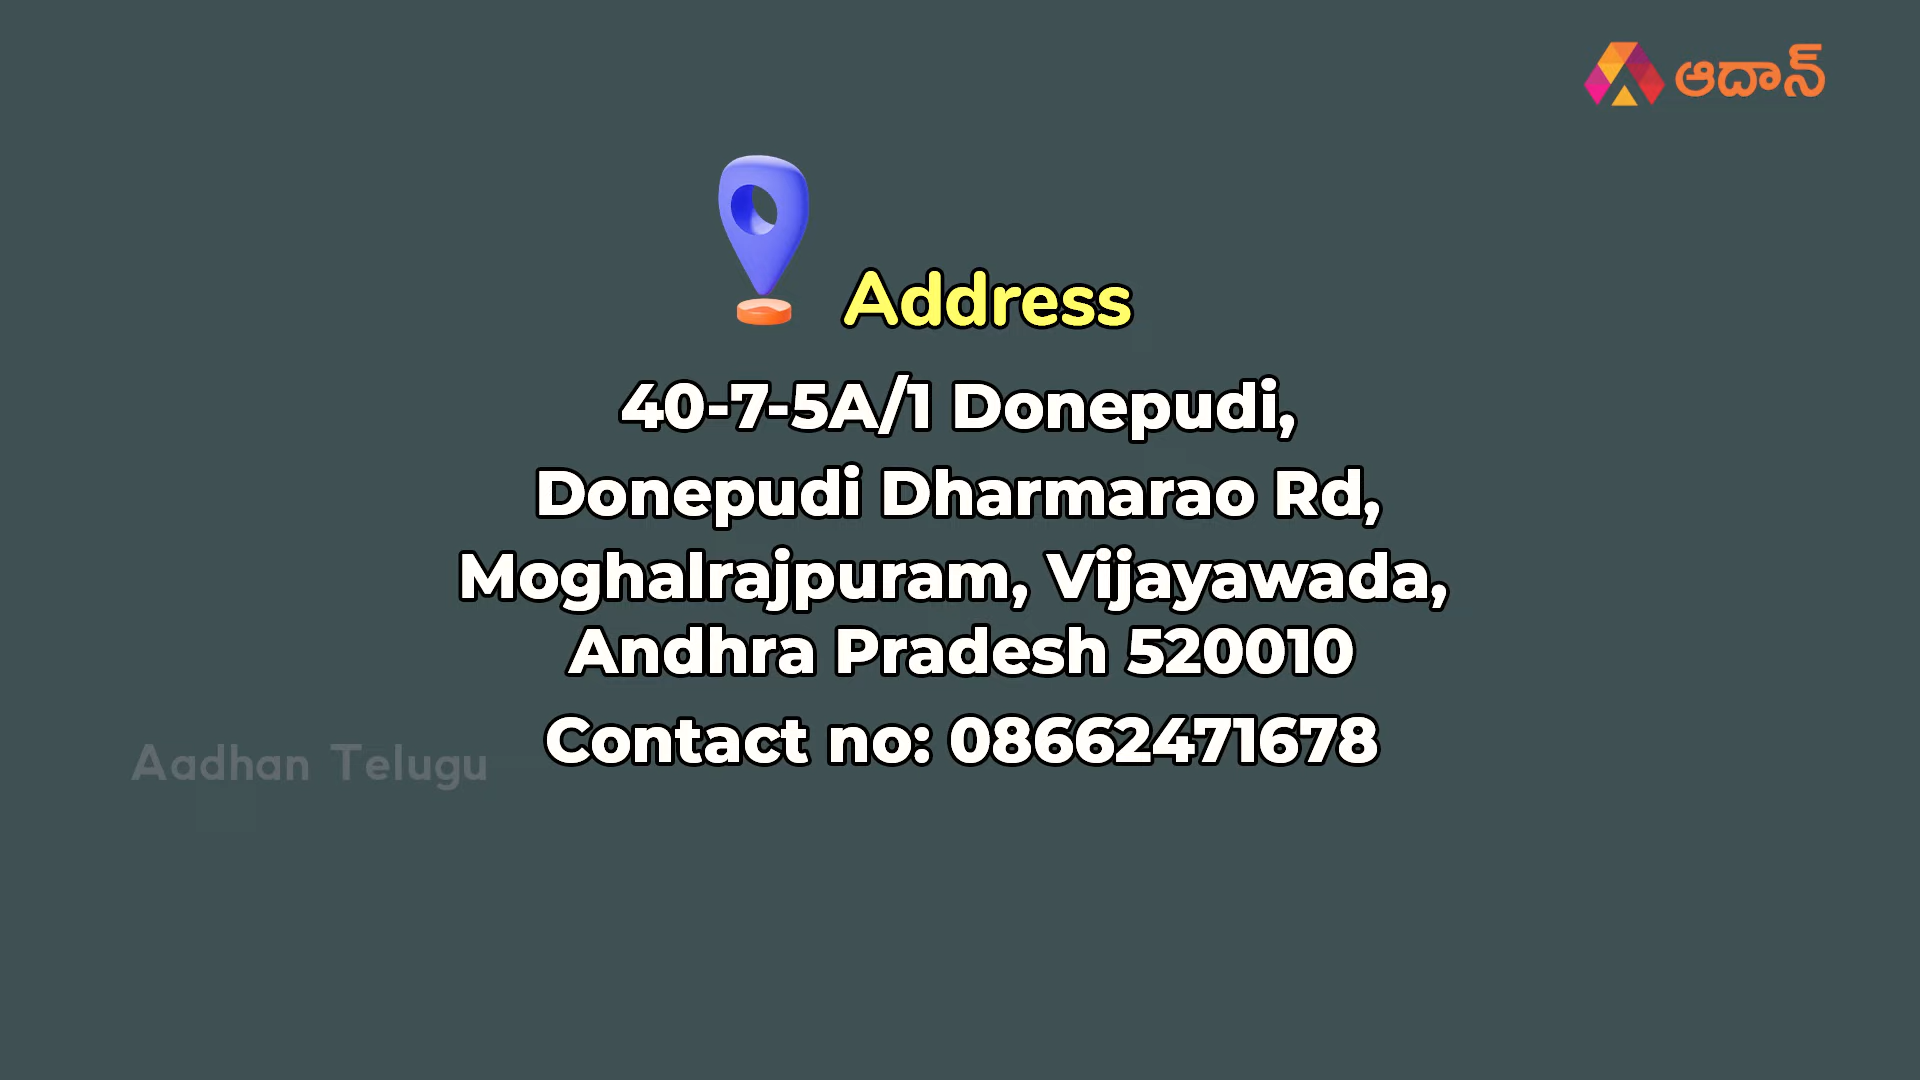 ఆదాన్
Address
40-7-5A/1 Donepudi,
Donepudi Dharmarao Rd,
Moghalrajpuram, Vijayawada,
Andhra Pradesh 520010
Contact no: 08662471678
Aadhan Telugu